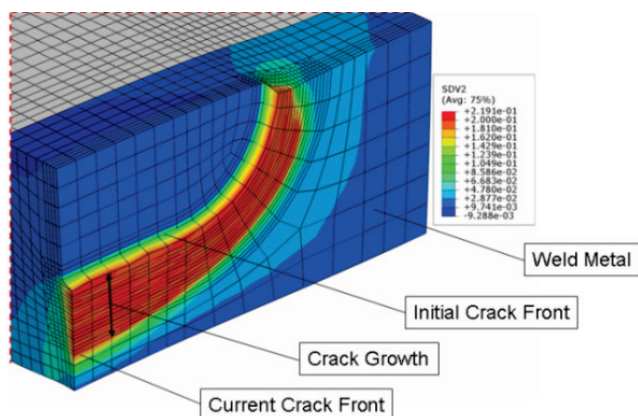 SDV2
(Avg: 75%)
+2.191e-01
+2.000e-01
+1.810e-01
+1.620e-01
+1.429e-01
+1.239e-01
+1.049e-01
+8.586e-02
+6.683e-02
+4.780e-02
+2.877e-02
+9.741e-03
-9.288e-03
Weld Metal
Initial Crack Front
Crack Growth
Current Crack Front